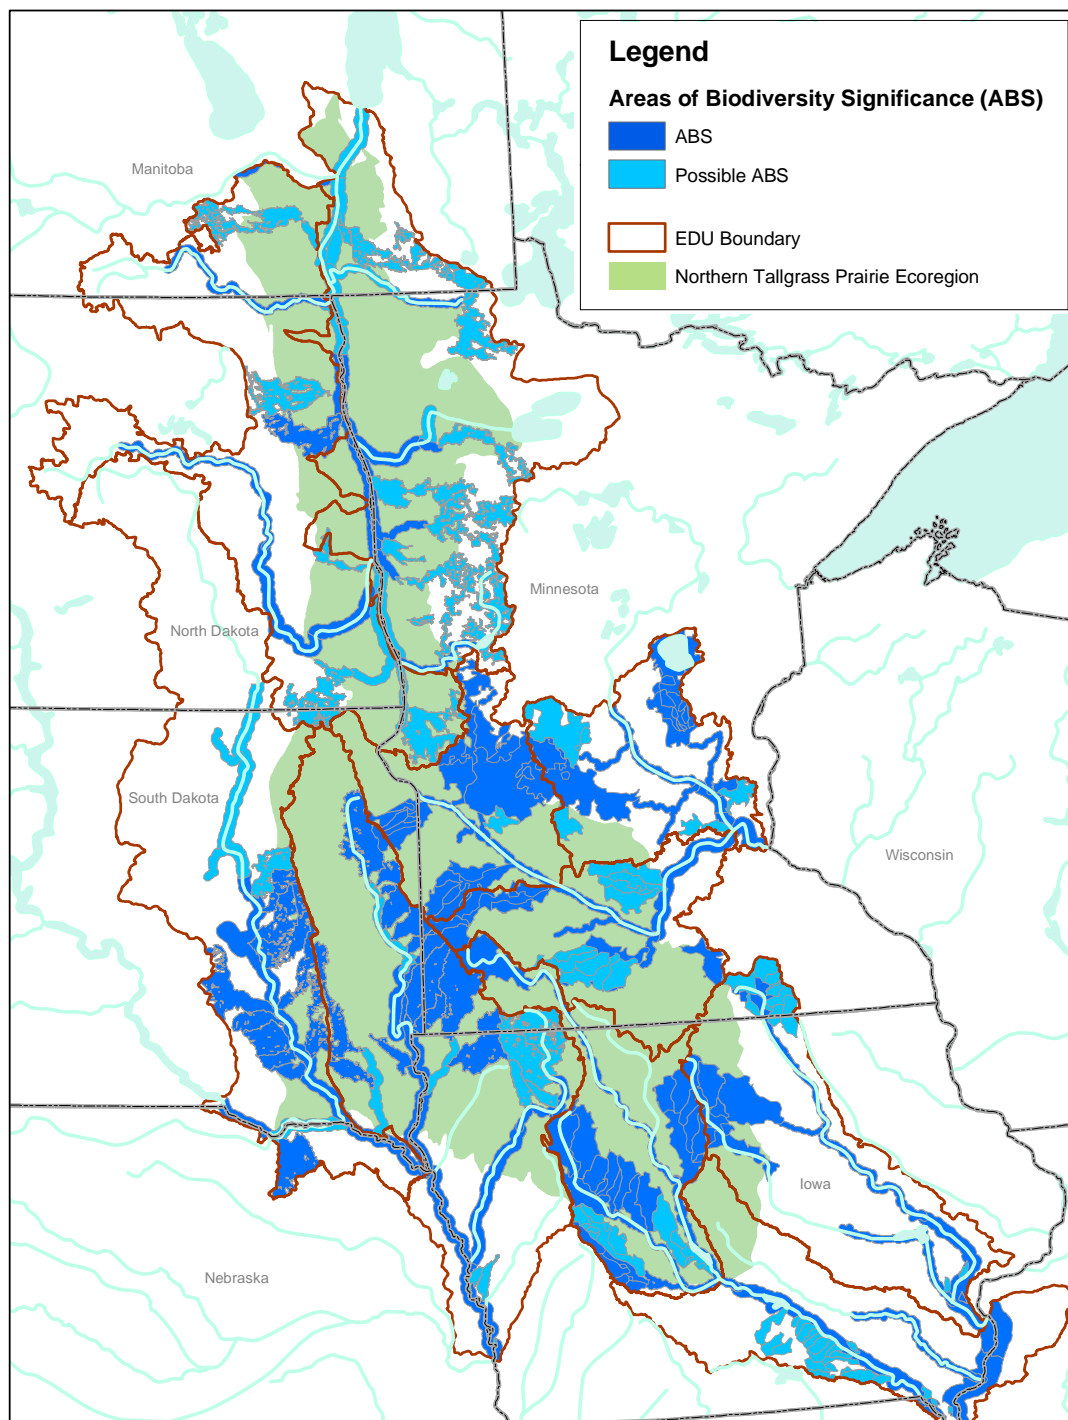 Legend
Areas of Biodiversity Significance (ABS)
ABS
Possible ABS
EDU Boundary
Northern Tallgrass Prairie Ecoregion
Manitoba
Minnesota
North Dakota
South Dakota
Wisconsin
Iowa
Nebraska